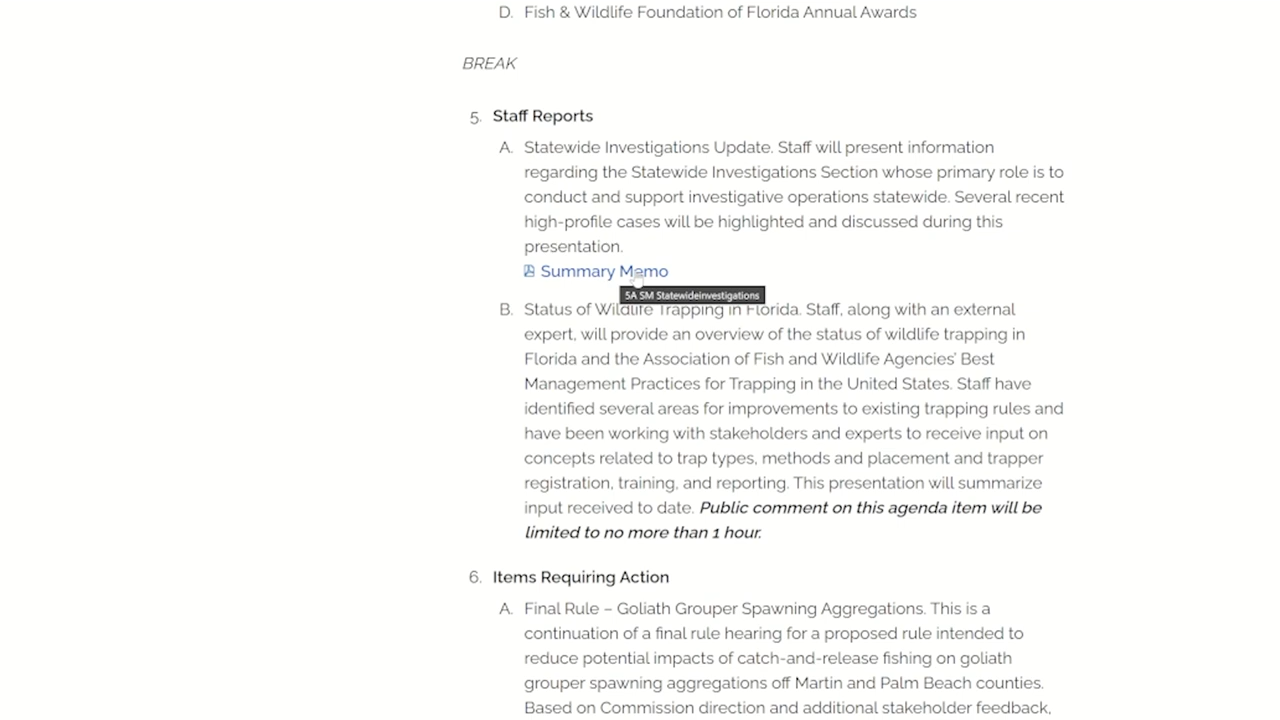 D. Fish & Wildlife Foundation of Florida Annual Awards
BREAK
5. Staff Reports
A. Statewide Investigations Update. Staff will present information
regarding the Statewide Investigations Section whose primary role is to
conduct and support investigative operations statewide. Several recent
high-profile cases will be highlighted and discussed during this
presentation.
Summary Memo
5A SM Statewideinvestigations
B. Status of Wildlife Trapping in Florida. Staff, along with an external
expert, will provide an overview of the status of wildlife trapping in
Florida and the Association of Fish and Wildlife Agencies' Best
Management Practices for Trapping in the United States. Staff have
identified several areas for improvements to existing trapping rules and
have been working with stakeholders and experts to receive input on
concepts related to trap types, methods and placement and trapper
registration, training, and reporting. This presentation will summarize
input received to date. Public comment on this agenda item will be
limited to no more than 1 hour.
6. Items Requiring Action
A. Final Rule – Goliath Grouper Spawning Aggregations. This is a
continuation of a final rule hearing for a proposed rule intended to
reduce potential impacts of catch-and-release fishing on goliath
grouper spawning aggregations off Martin and Palm Beach counties.
Based on Commission direction and additional stakeholder feedback,